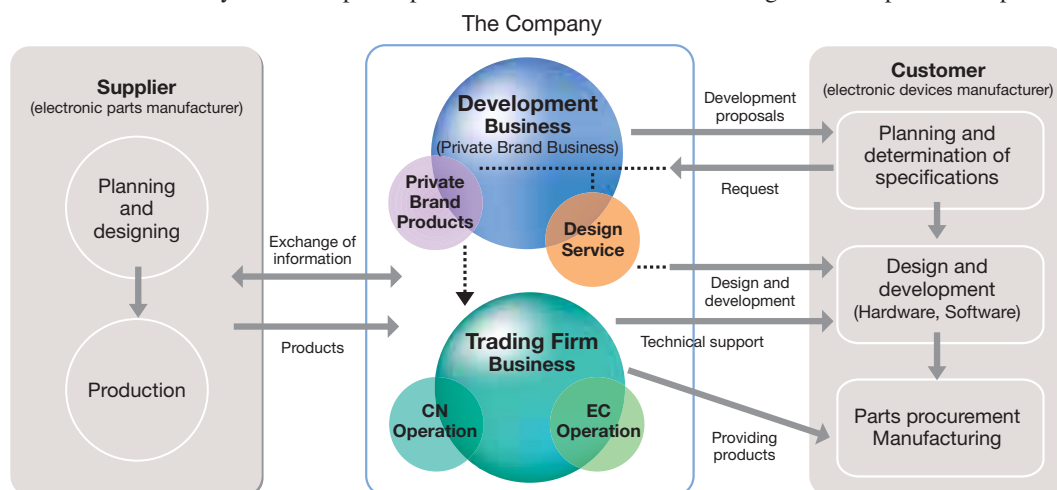 The Company
Supplier
(electronic parts manufacturer)
Planning
and
designing
Production
Exchange of
information
Products
Development
Business
(Private Brand Business)
Private
Brand
Products
Design
Service
Trading Firm
Business
CN
Operation
EC
Operation
Development
proposals
Request
Design and
development
Technical support
Providing
products
Customer
(electronic devices manufacturer)
Planning and
determination of
specifications
Design and
development
(Hardware, Software)
Parts procurement
Manufacturing